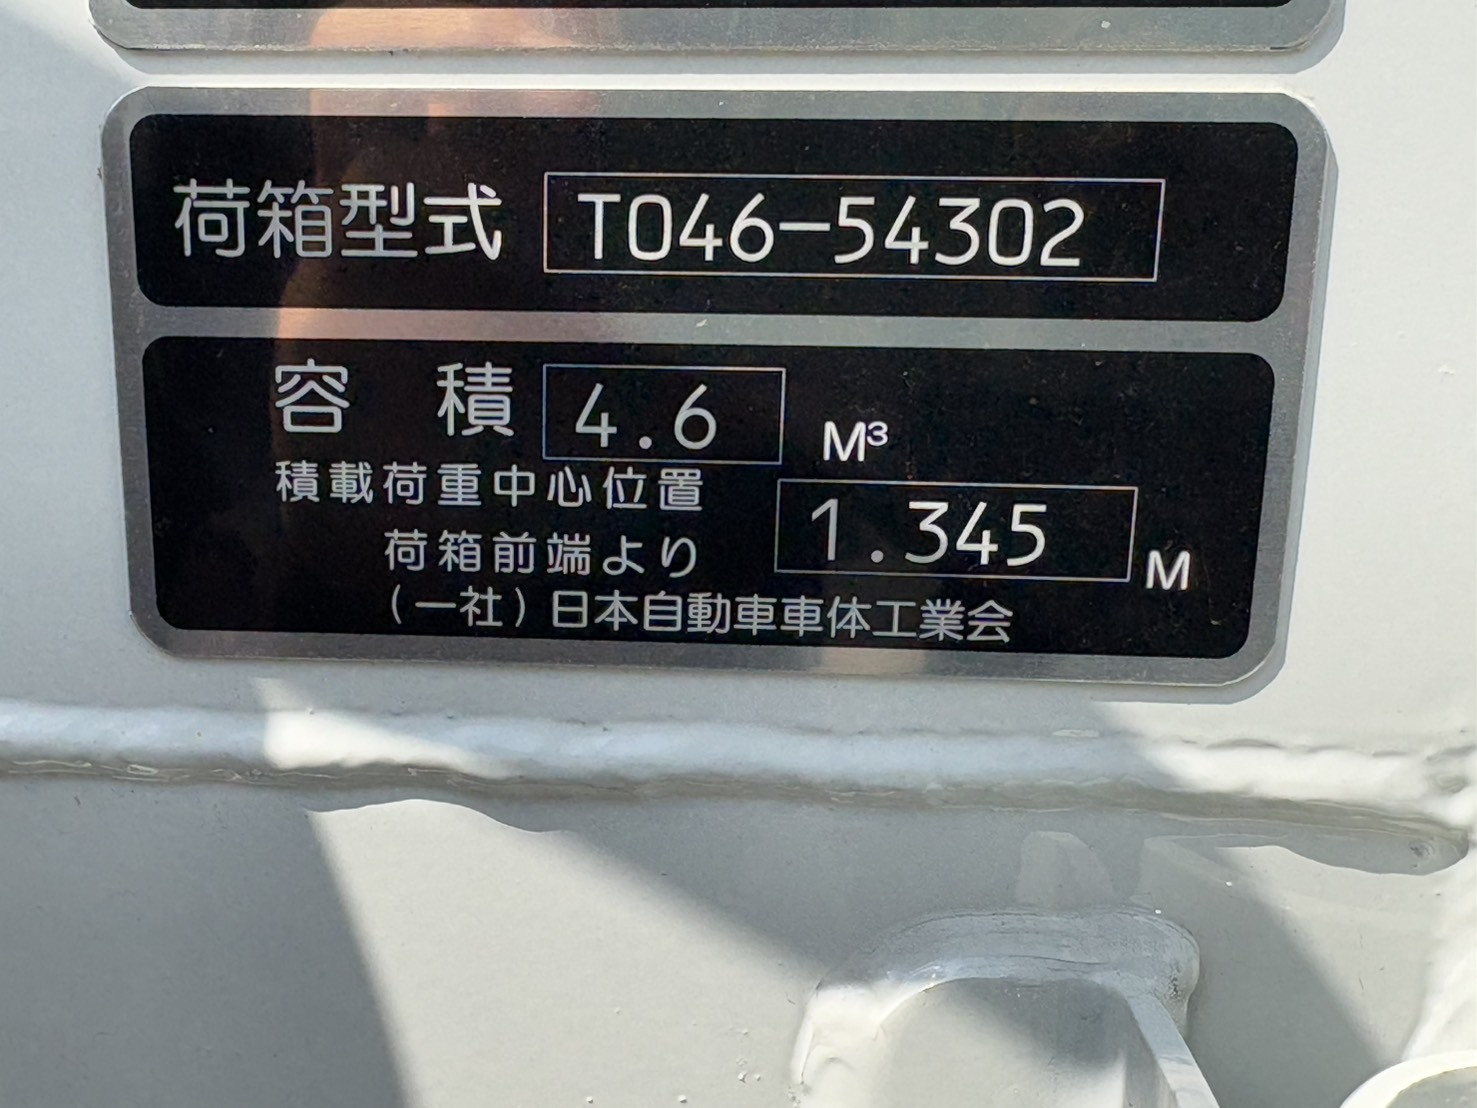 荷箱型式 T046-54302
容 積 4.6 M³
積載荷重中心位置
荷箱前端より 1.345 M
(一社)日本自動車車体工業会